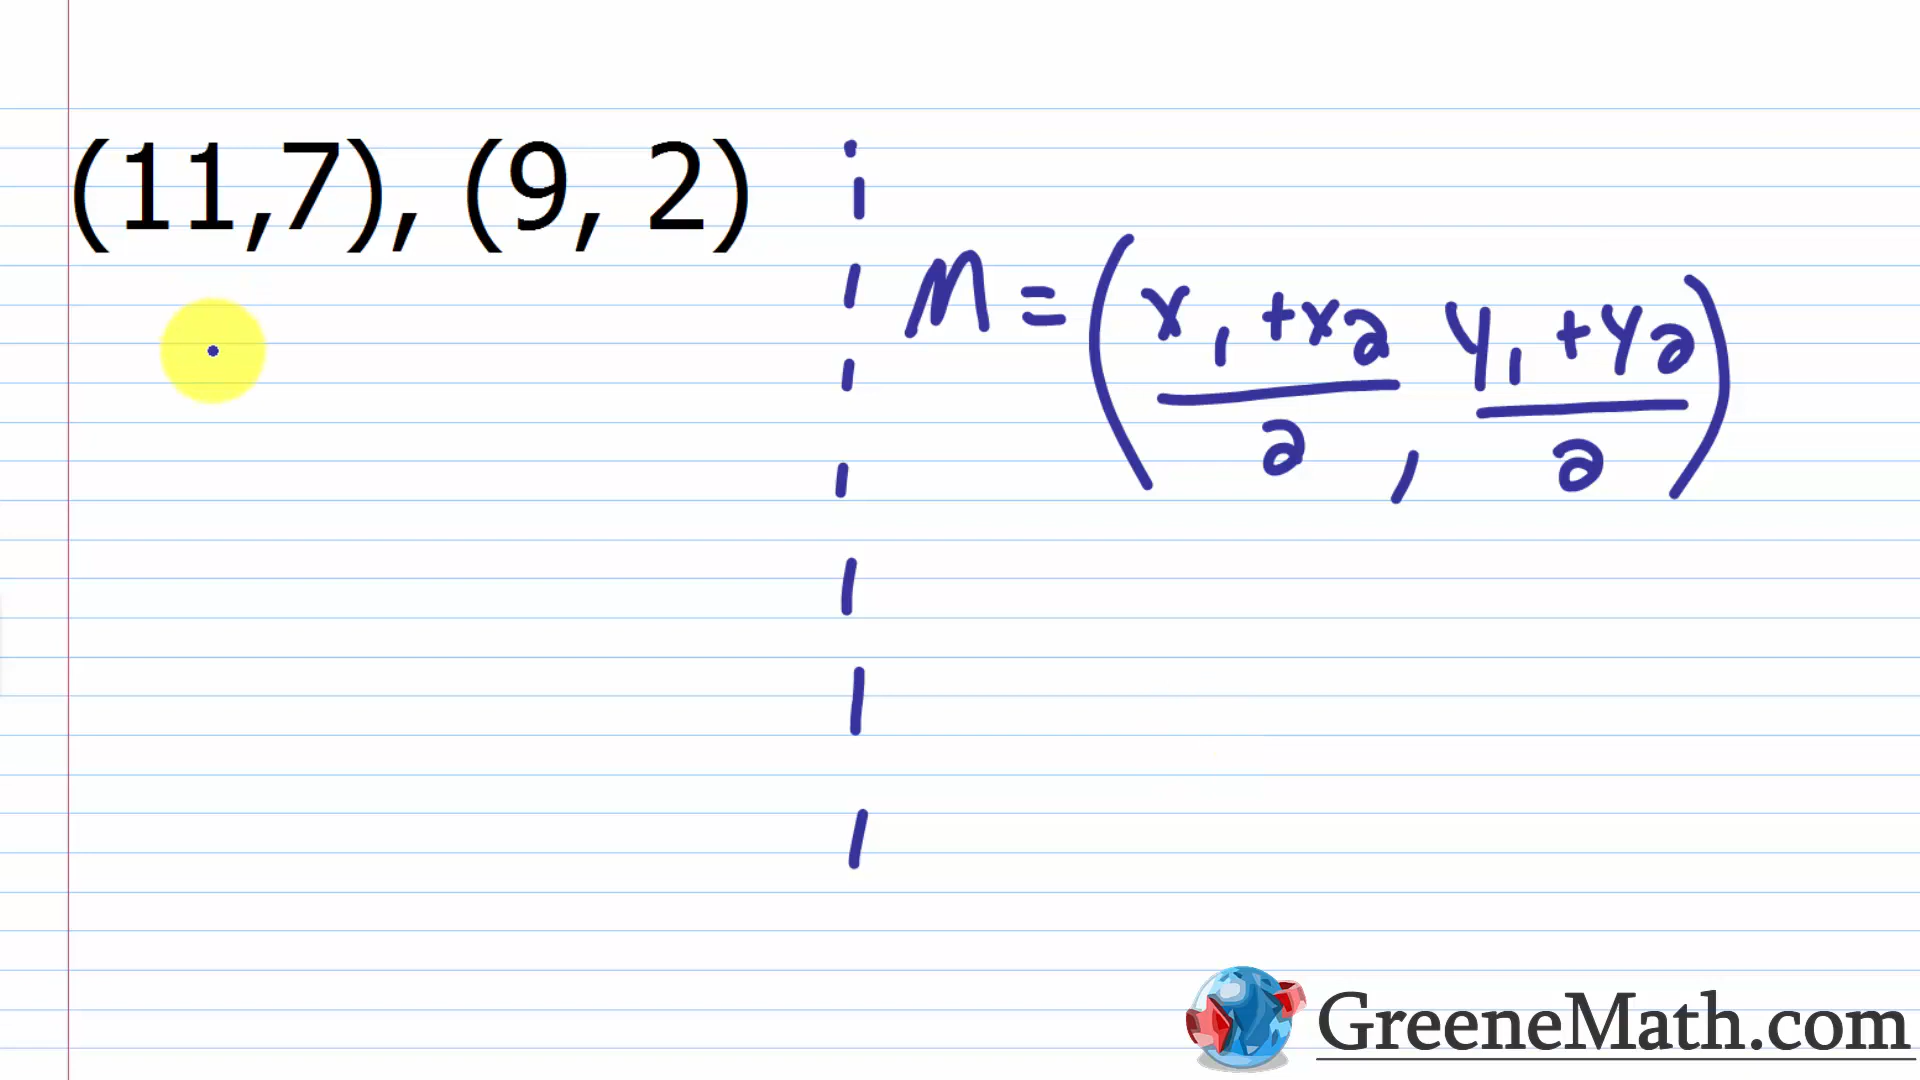 (11,7), (9, 2)
M = ( x₁ + x₂ / 2 , y₁ + y₂ / 2 )
GreeneMath.com